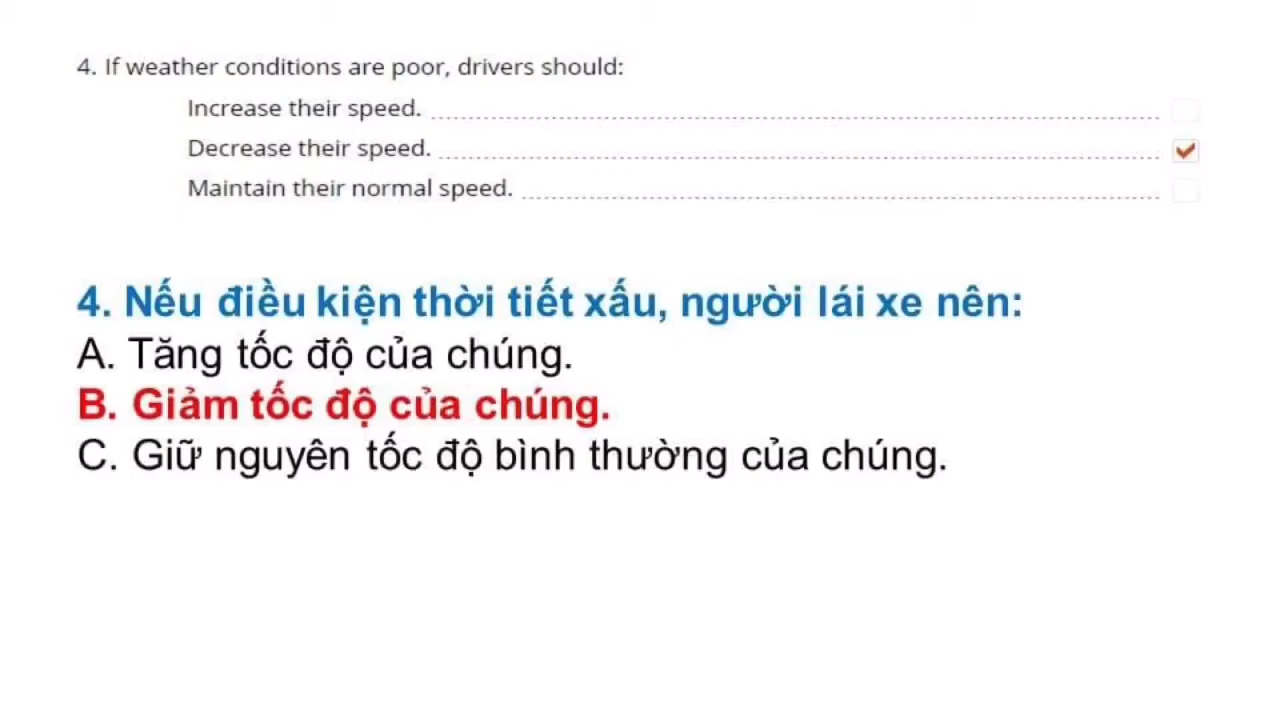 4. If weather conditions are poor, drivers should:
Increase their speed.
Decrease their speed.
Maintain their normal speed.
4. Nếu điều kiện thời tiết xấu, người lái xe nên:
A. Tăng tốc độ của chúng.
B. Giảm tốc độ của chúng.
C. Giữ nguyên tốc độ bình thường của chúng.